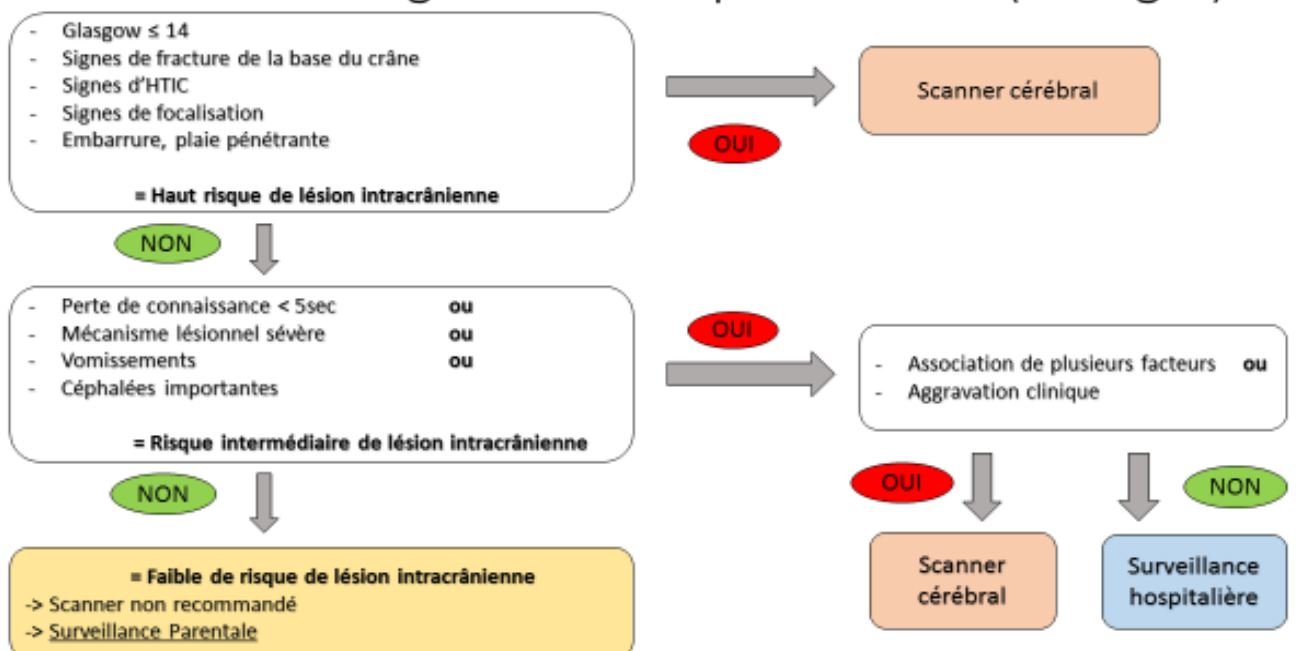 - Glasgow ≤ 14
- Signes de fracture de la base du crâne
- Signes d'HTIC
- Signes de focalisation
- Embarrure, plaie pénétrante
= Haut risque de lésion intracrânienne
OUI
Scanner cérébral
NON
- Perte de connaissance < 5sec ou
- Mécanisme lésionnel sévère ou
- Vomissements ou
- Céphalées importantes
= Risque intermédiaire de lésion intracrânienne
OUI
- Association de plusieurs facteurs ou
- Aggravation clinique
OUI
Scanner
cérébral
NON
Surveillance
hospitalière
NON
= Faible de risque de lésion intracrânienne
-> Scanner non recommandé
-> Surveillance Parentale